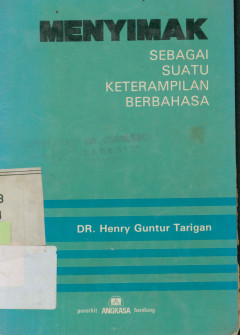 MENYIMAK
SEBAGAI
SUATU
KETERAMPILAN
BERBAHASA
DR. Henry Guntur Tarigan
penerbit ANGKASA bandung